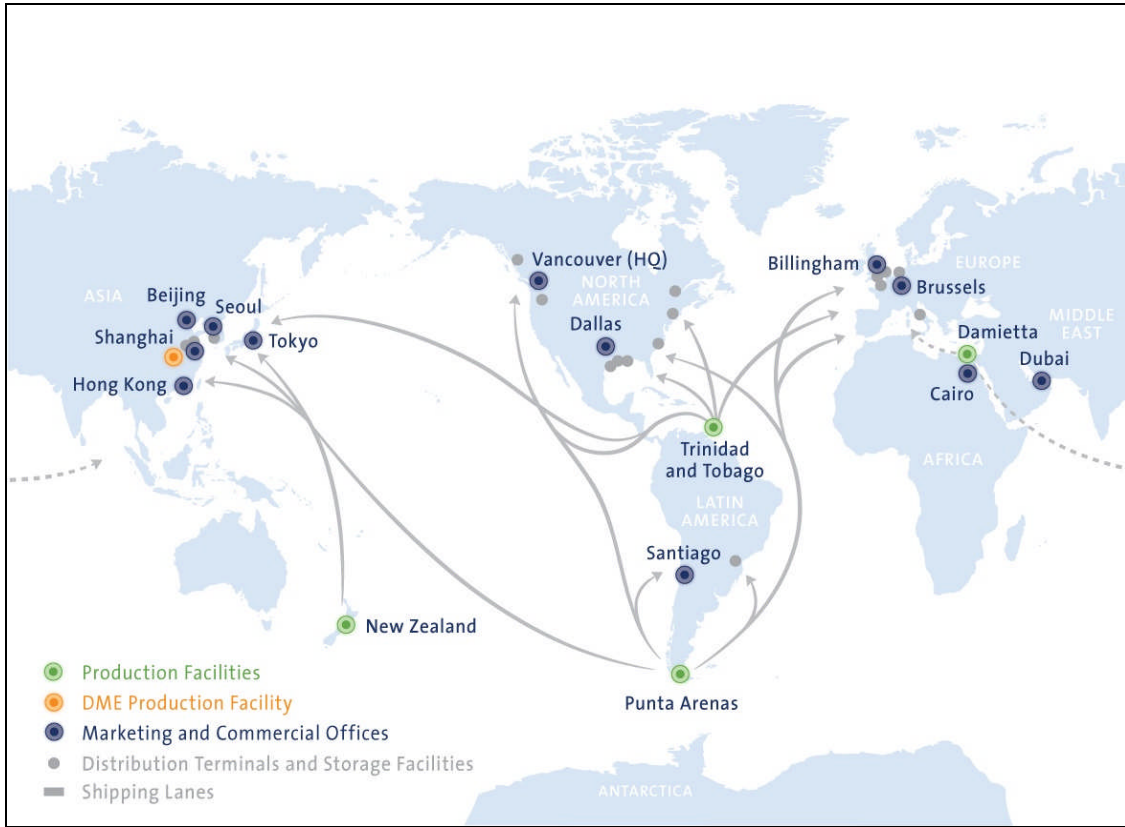 Vancouver (HQ)
NORTH
AMERICA
Dallas
Billingham
EUROPE
Brussels
MIDDLE
EAST
Damietta
Dubai
Cairo
ASIA
Beijing
Seoul
Shanghai
Tokyo
Hong Kong
Trinidad
and Tobago
AFRICA
LATIN
AMERICA
Santiago
New Zealand
Punta Arenas
Production Facilities
DME Production Facility
Marketing and Commercial Offices
Distribution Terminals and Storage Facilities
Shipping Lanes
ANTARCTICA